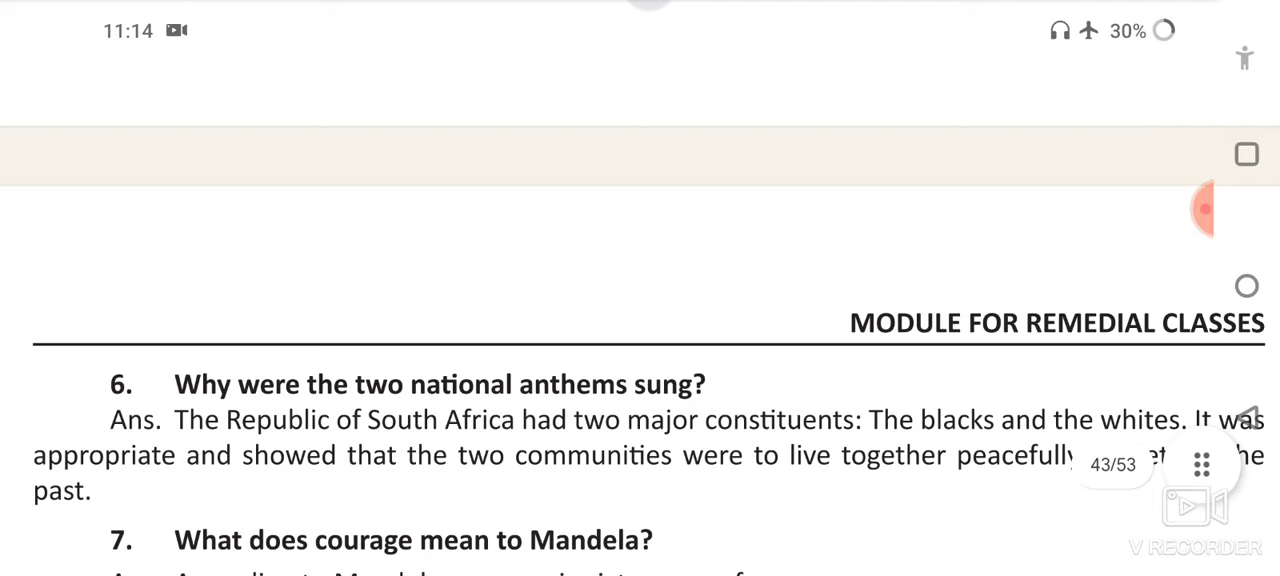 11:14
30%
MODULE FOR REMEDIAL CLASSES
6. Why were the two national anthems sung?
Ans. The Republic of South Africa had two major constituents: The blacks and the whites. It was
appropriate and showed that the two communities were to live together peacefully
43/53
past.
7. What does courage mean to Mandela?
V RECORDER